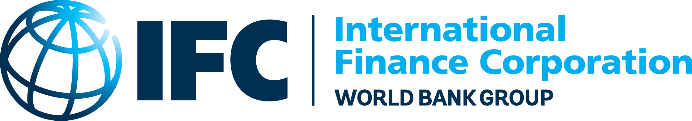 IFC
International
Finance Corporation
WORLD BANK GROUP